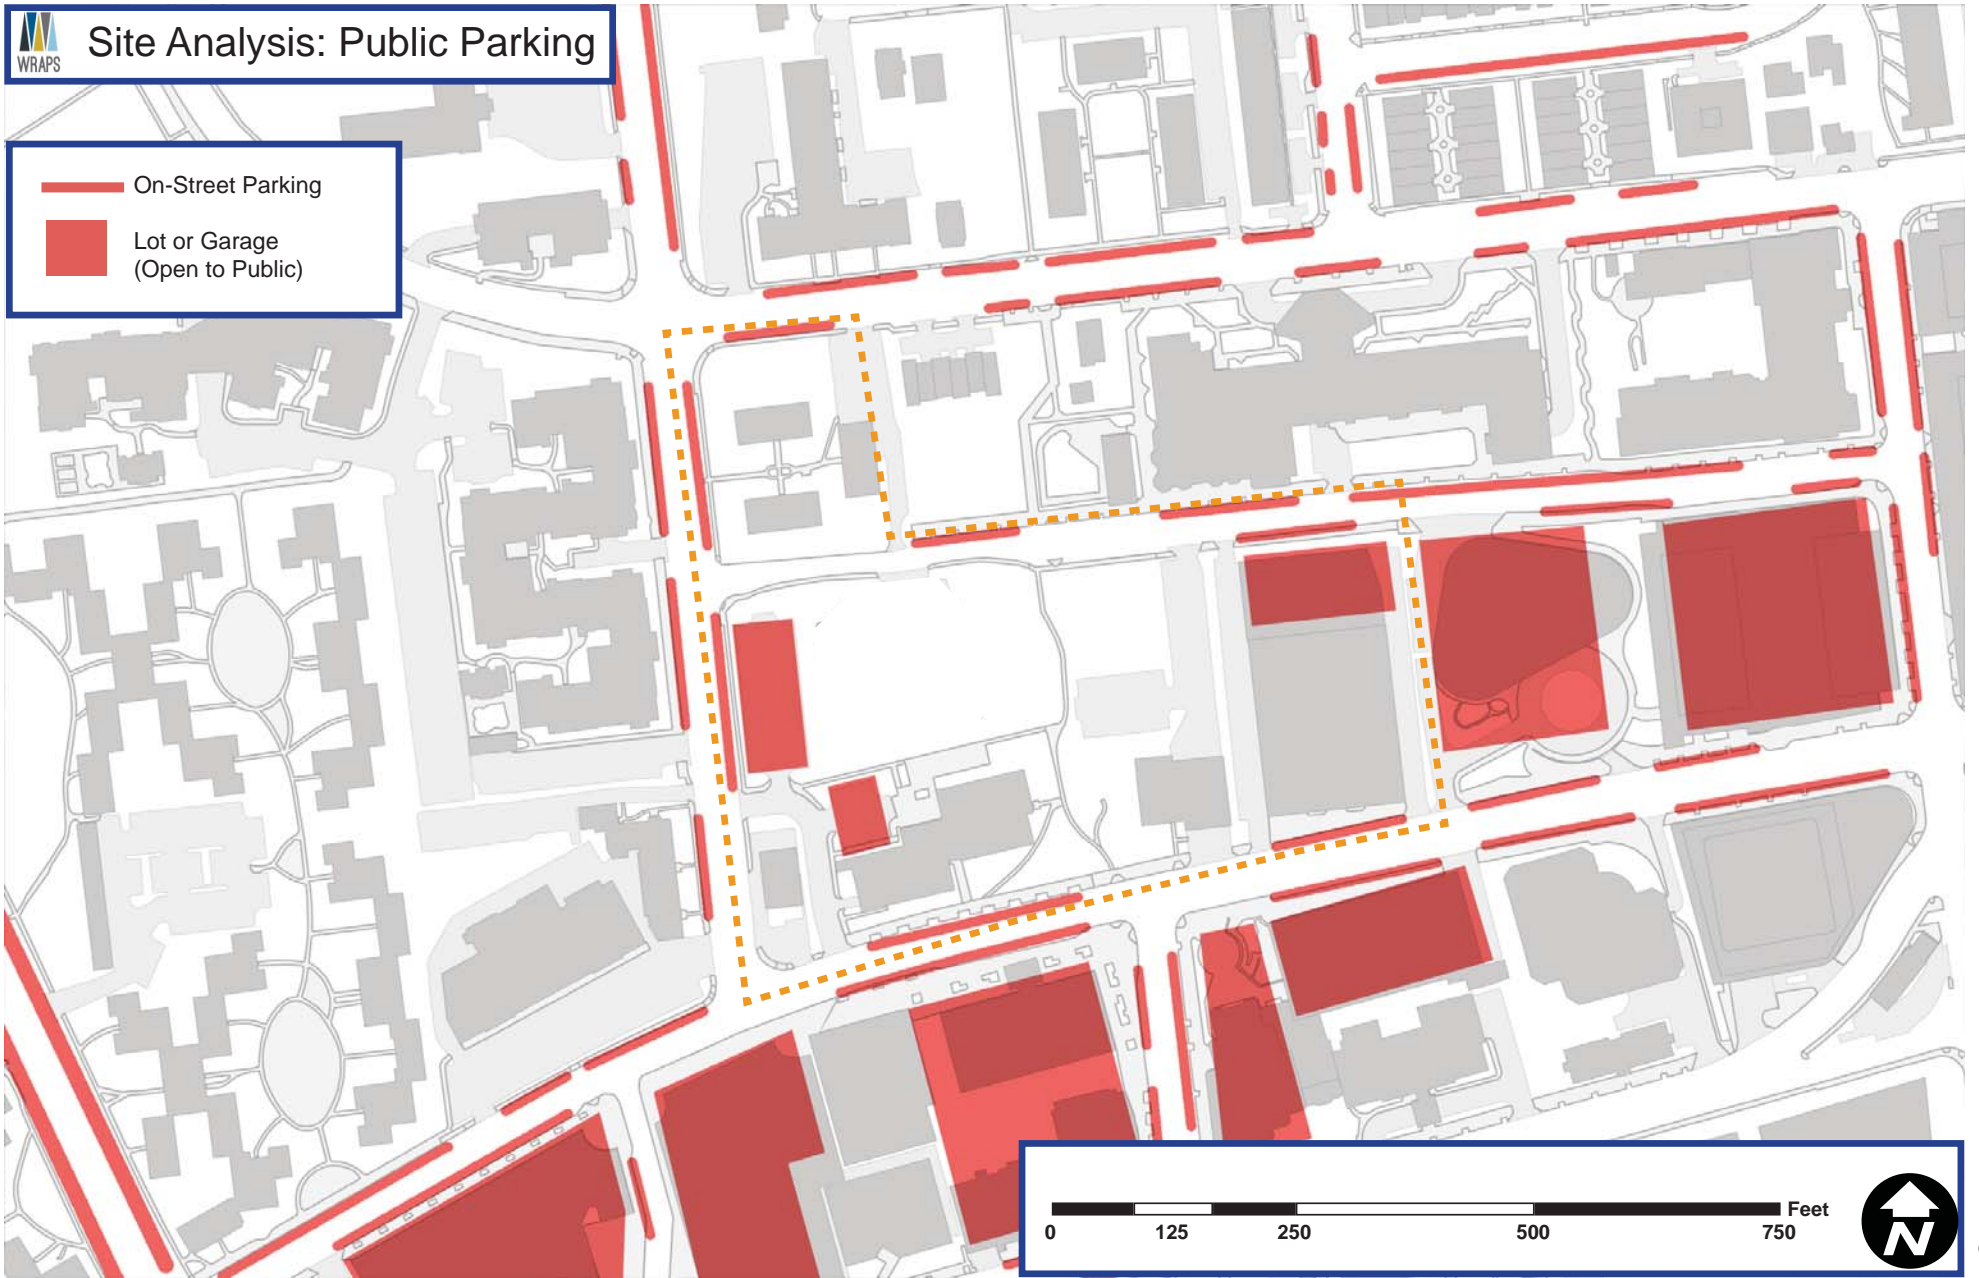 WRAPS
Site Analysis: Public Parking
On-Street Parking
Lot or Garage
(Open to Public)
Feet
0 125 250 500 750
N